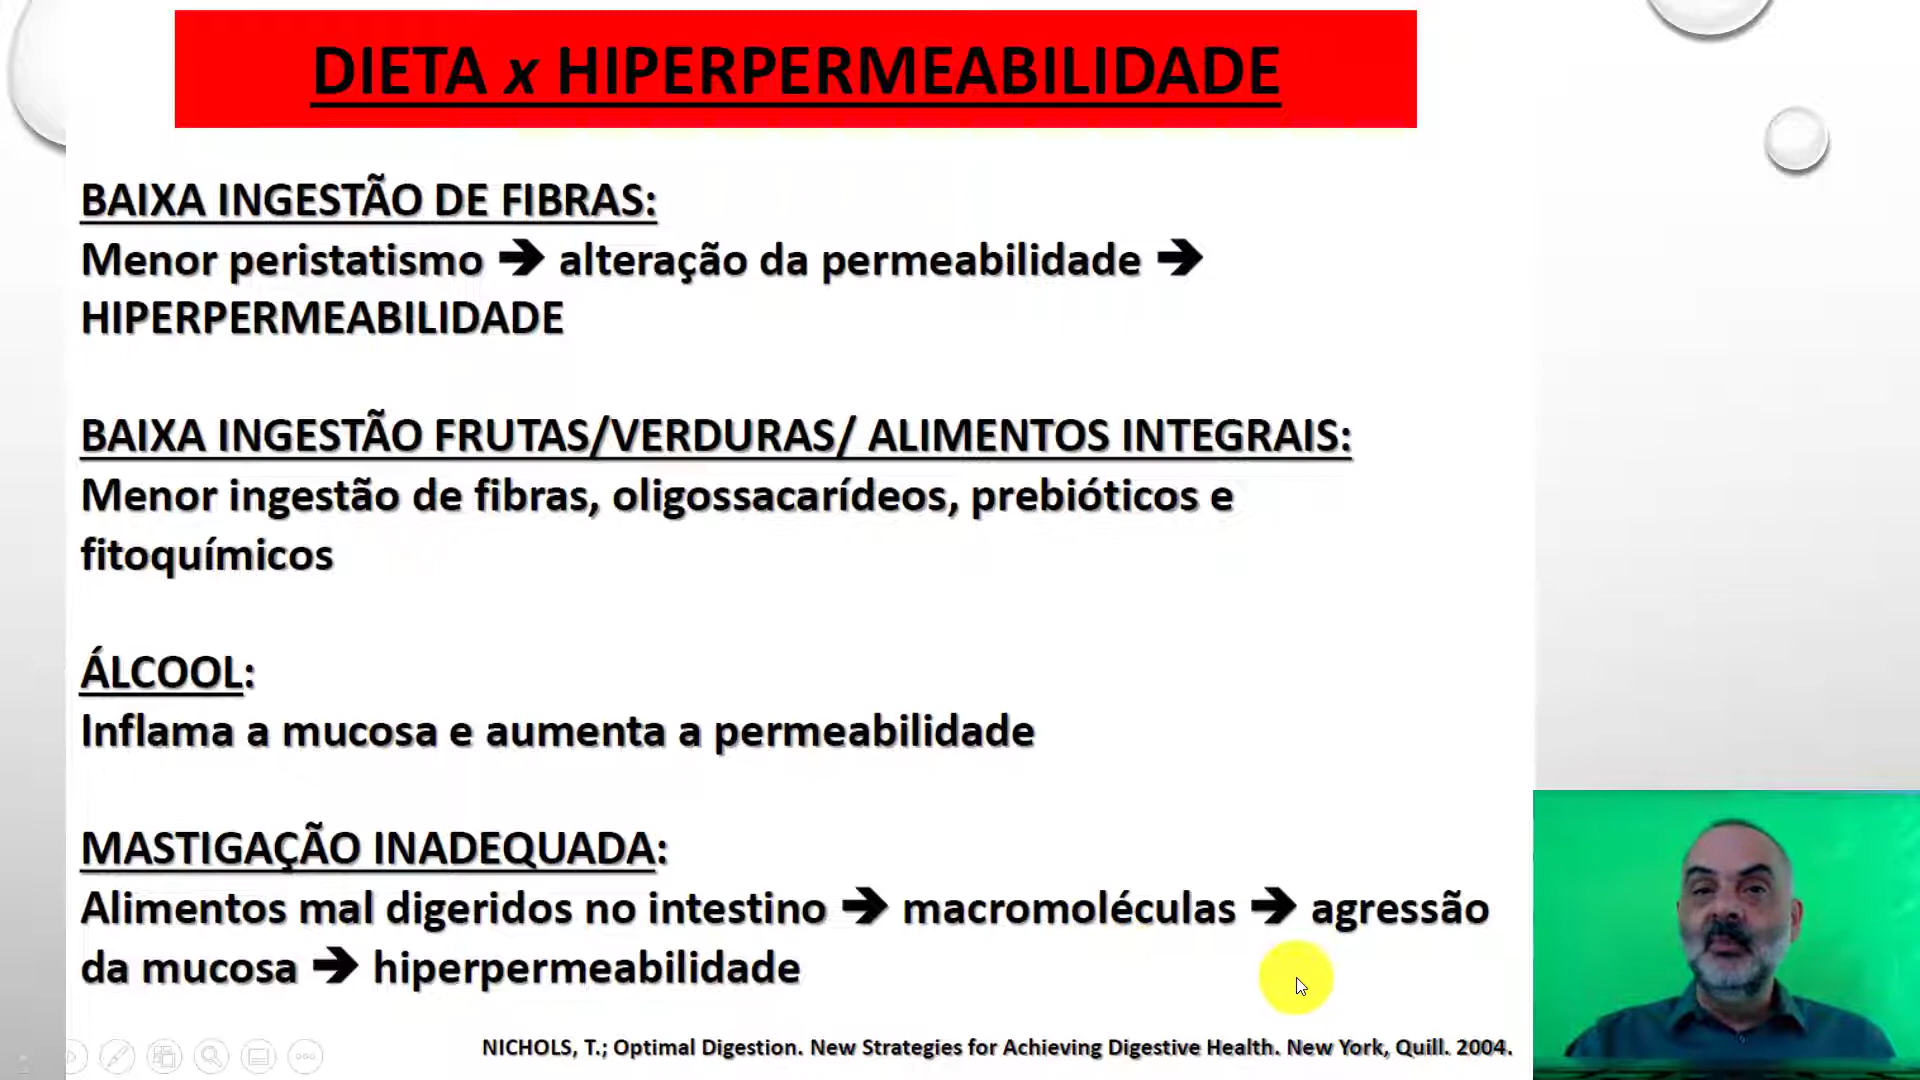 DIETA x HIPERPERMEABILIDADE
BAIXA INGESTÃO DE FIBRAS:
Menor peristatismo 🡺 alteração da permeabilidade 🡺
HIPERPERMEABILIDADE
BAIXA INGESTÃO FRUTAS/VERDURAS/ ALIMENTOS INTEGRAIS:
Menor ingestão de fibras, oligossacarídeos, prebióticos e
fitoquímicos
ÁLCOOL:
Inflama a mucosa e aumenta a permeabilidade
MASTIGAÇÃO INADEQUADA:
Alimentos mal digeridos no intestino 🡺 macromoléculas 🡺 agressão
da mucosa 🡺 hiperpermeabilidade
NICHOLS, T.; Optimal Digestion. New Strategies for Achieving Digestive Health. New York, Quill. 2004.